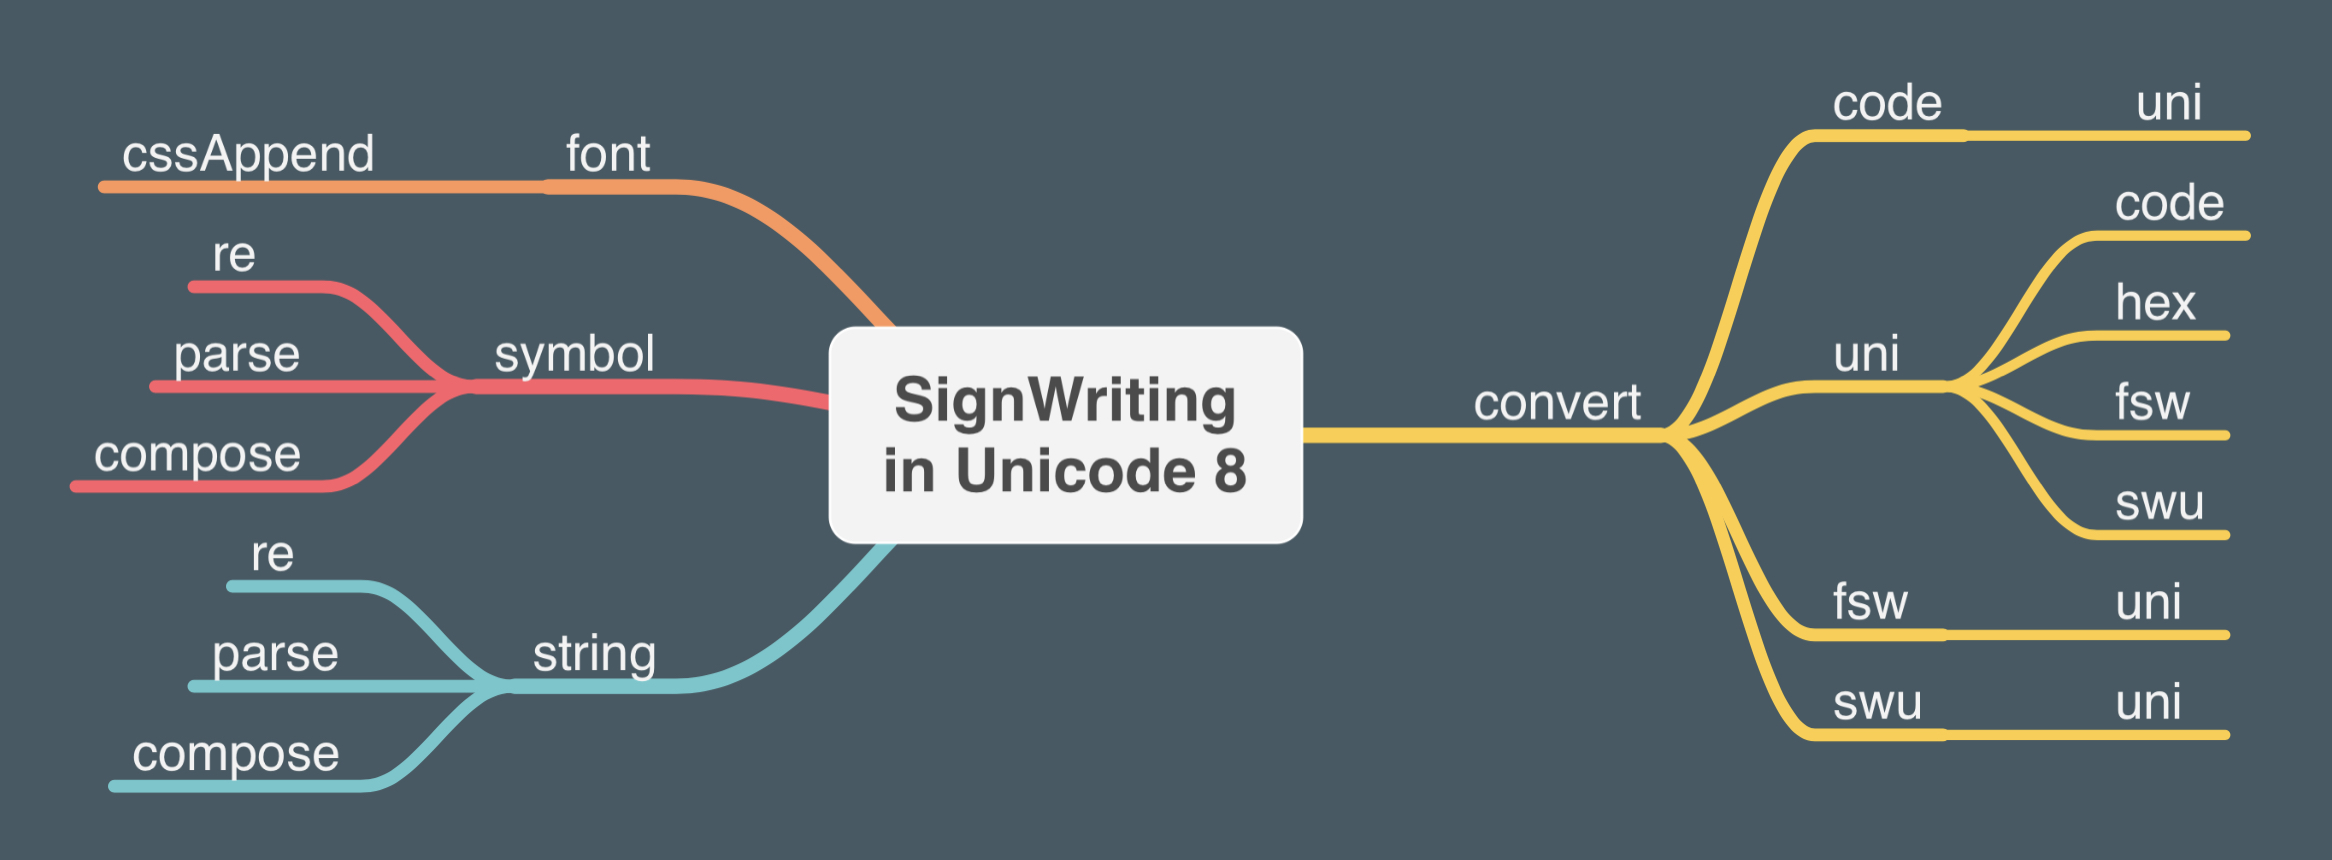 cssAppend
font
re
parse
symbol
compose
re
parse
string
compose
SignWriting
in Unicode 8
convert
code
uni
uni
code
hex
fsw
swu
fsw
uni
swu
uni